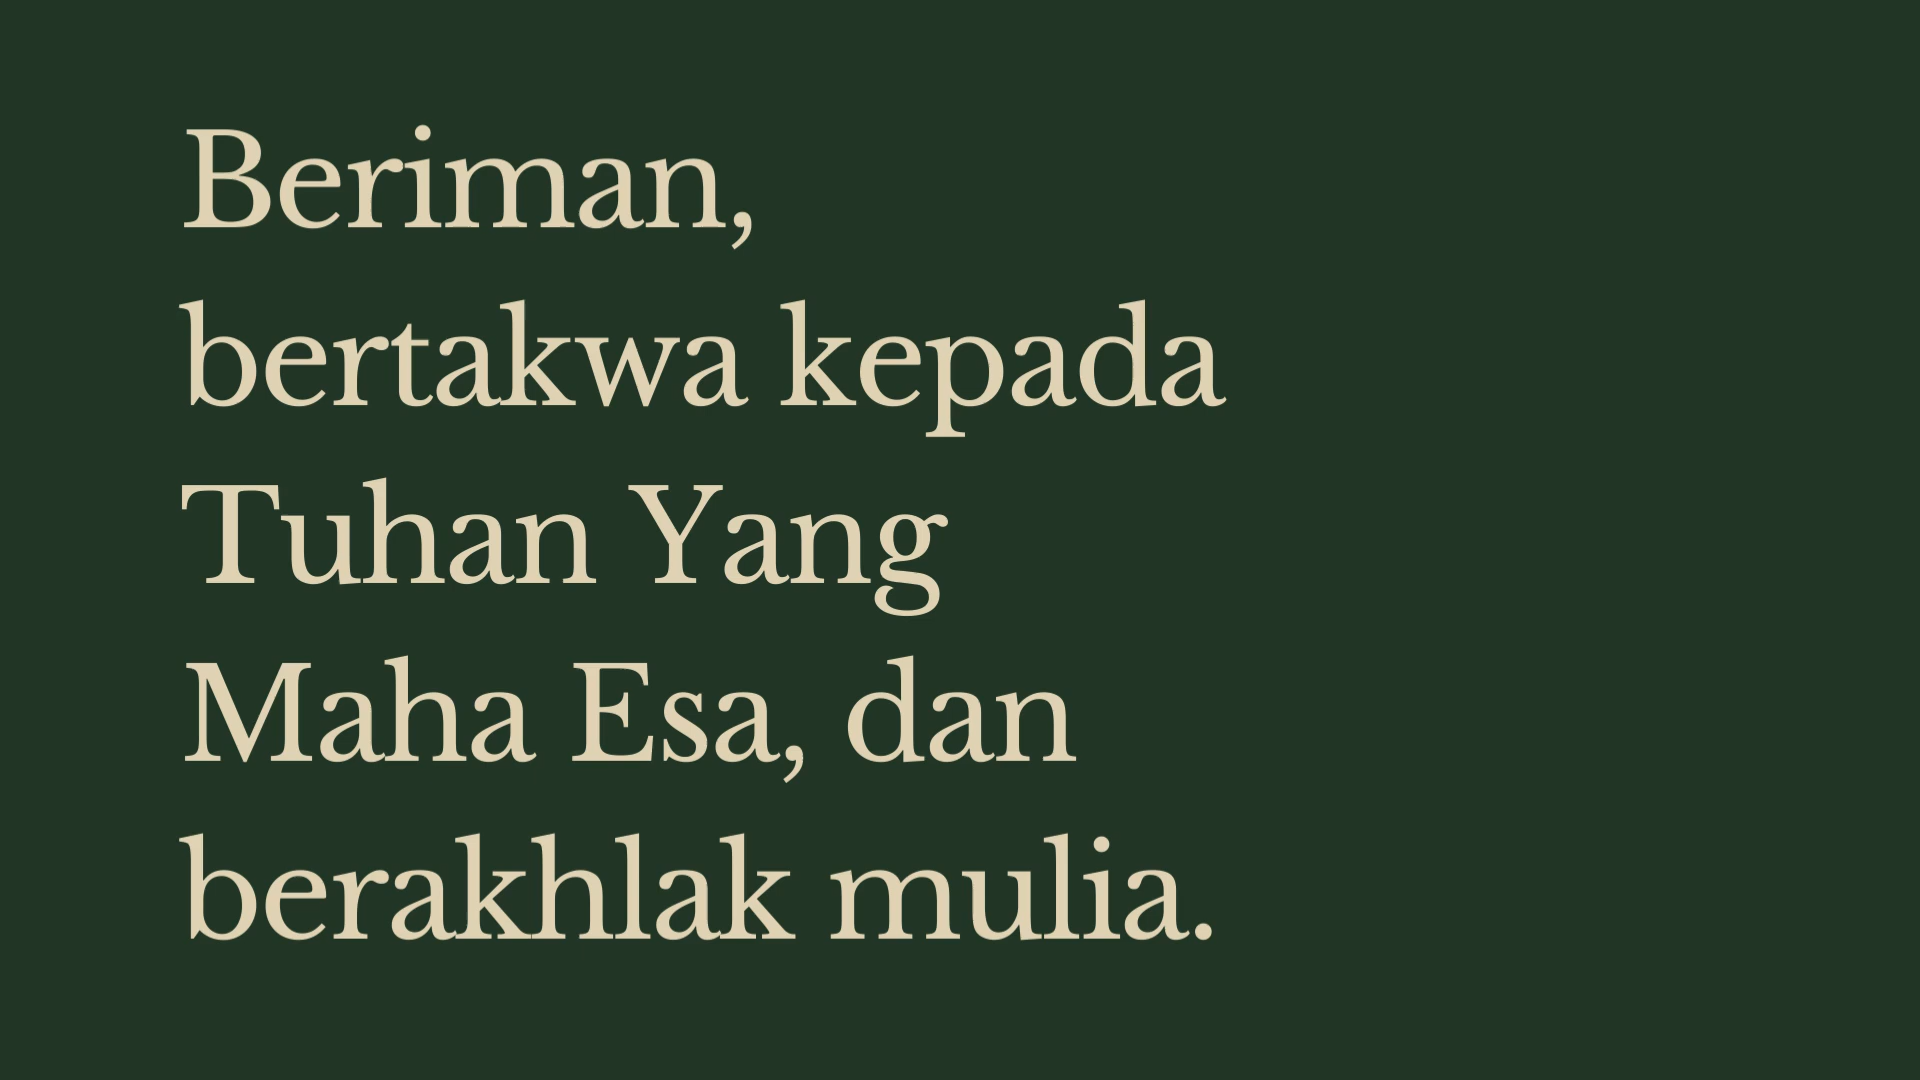 Beriman,
bertakwa kepada
Tuhan Yang
Maha Esa, dan
berakhlak mulia.